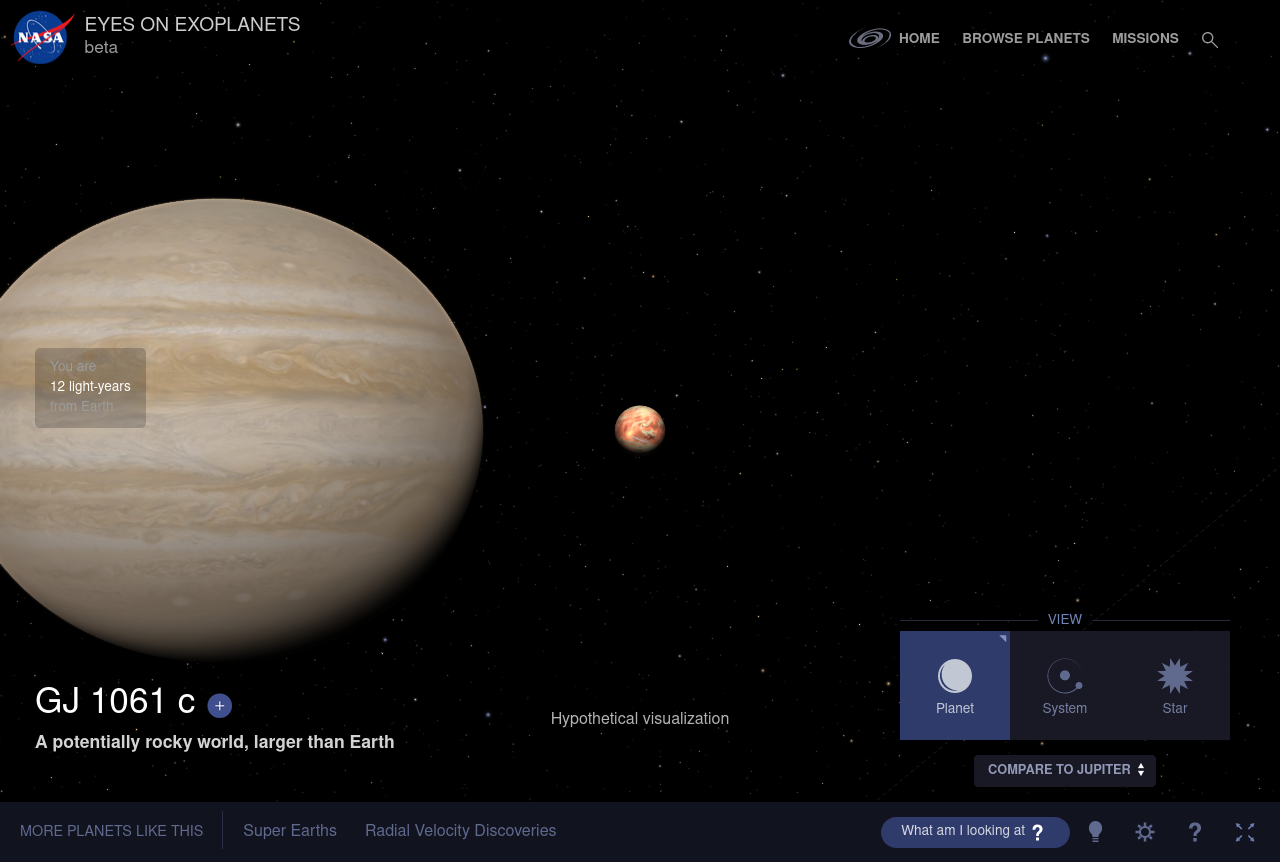 NASA
EYES ON EXOPLANETS
beta
HOME
BROWSE PLANETS
MISSIONS
You are
12 light-years
from Earth
GJ 1061 c +
A potentially rocky world, larger than Earth
Hypothetical visualization
VIEW
Planet
System
Star
COMPARE TO JUPITER
MORE PLANETS LIKE THIS
Super Earths
Radial Velocity Discoveries
What am I looking at ?
?